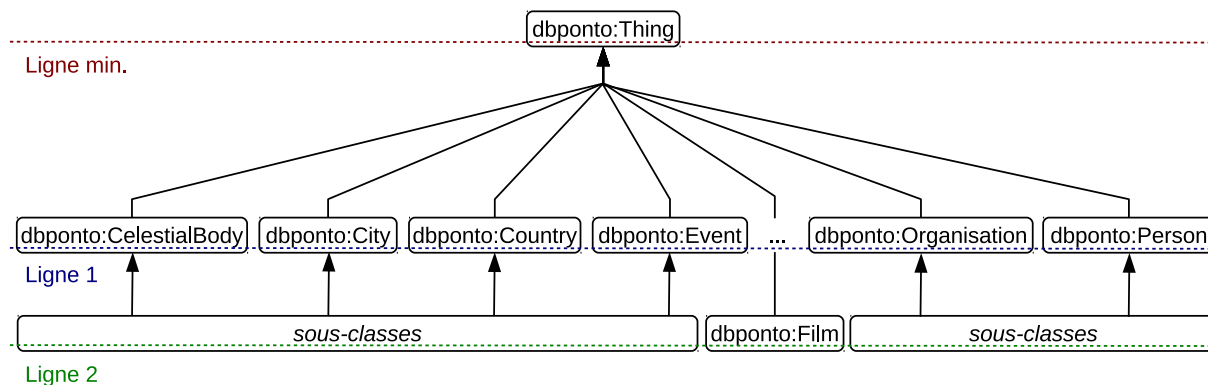 dbponto:Thing
Ligne min.
dbponto:CelestialBody dbponto:City dbponto:Country dbponto:Event ... dbponto:Organisation dbponto:Person
Ligne 1
sous-classes dbponto:Film sous-classes
Ligne 2